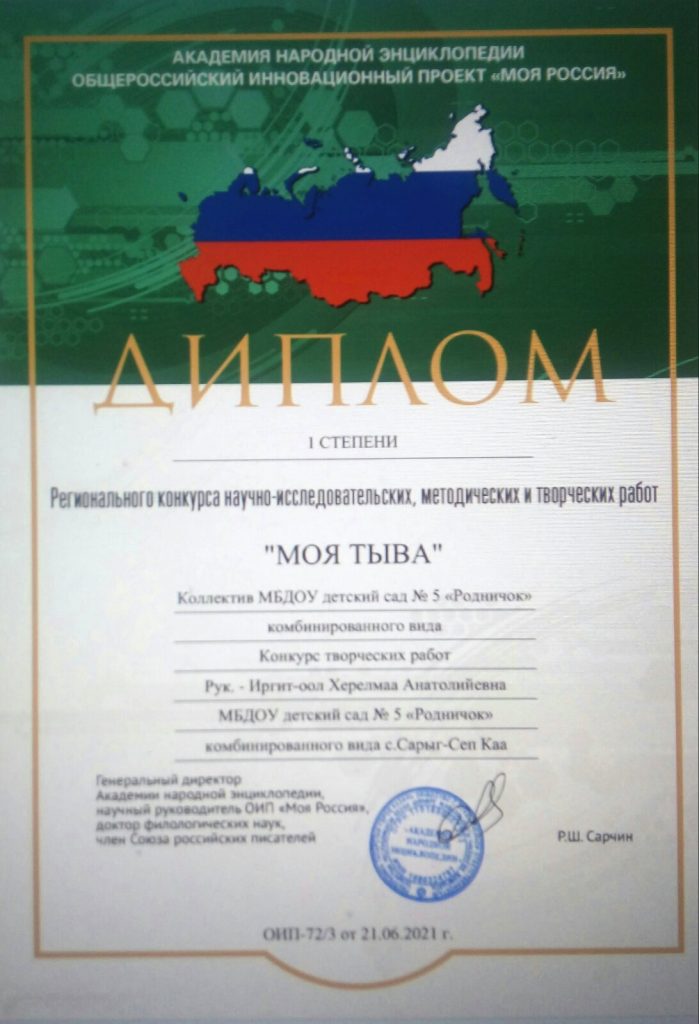 АКАДЕМИЯ НАРОДНОЙ ЭНЦИКЛОПЕДИИ
ОБЩЕРОССИЙСКИЙ ИННОВАЦИОННЫЙ ПРОЕКТ «МОЯ РОССИЯ»
ДИПЛОМ
I СТЕПЕНИ
Регионального конкурса научно-исследовательских, методических и творческих работ
"МОЯ ТЫВА"
Коллектив МБДОУ детский сад № 5 «Родничок»
комбинированного вида
Конкурс творческих работ
Рук. - Иргит-оол Херелмаа Анатолийевна
МБДОУ детский сад № 5 «Родничок»
комбинированного вида с.Сарыг-Сеп Каа
Генеральный директор
Академии народной энциклопедии,
научный руководитель ОИП «Моя Россия»,
доктор филологических наук,
член Союза российских писателей
«АКАДЕМИЯ
НАРОДНОЙ
ЭНЦИКЛОПЕДИИ»
Р.Ш. Сарчин
ОИП-72/3 от 21.06.2021 г.